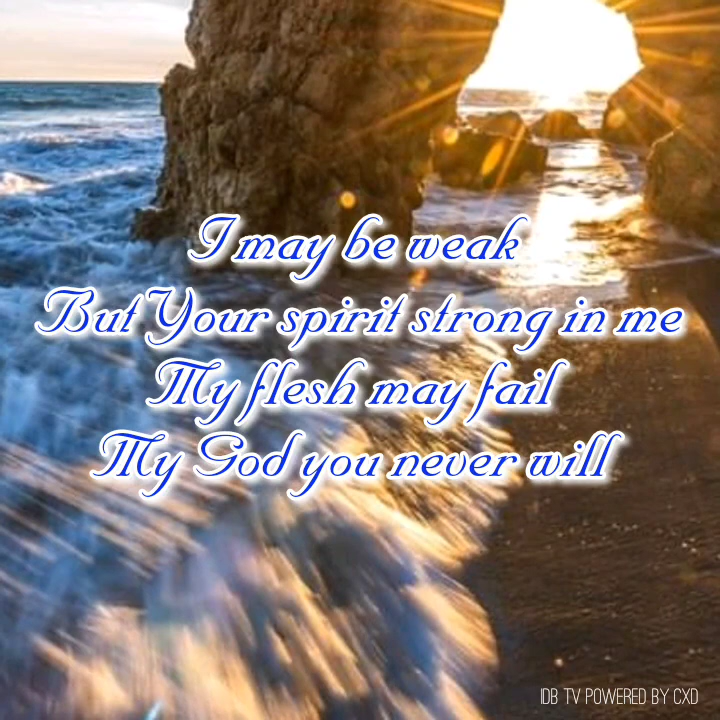 I may be weak
But Your spirit strong in me
My flesh may fail
My God you never will
IDB TV POWERED BY CXD